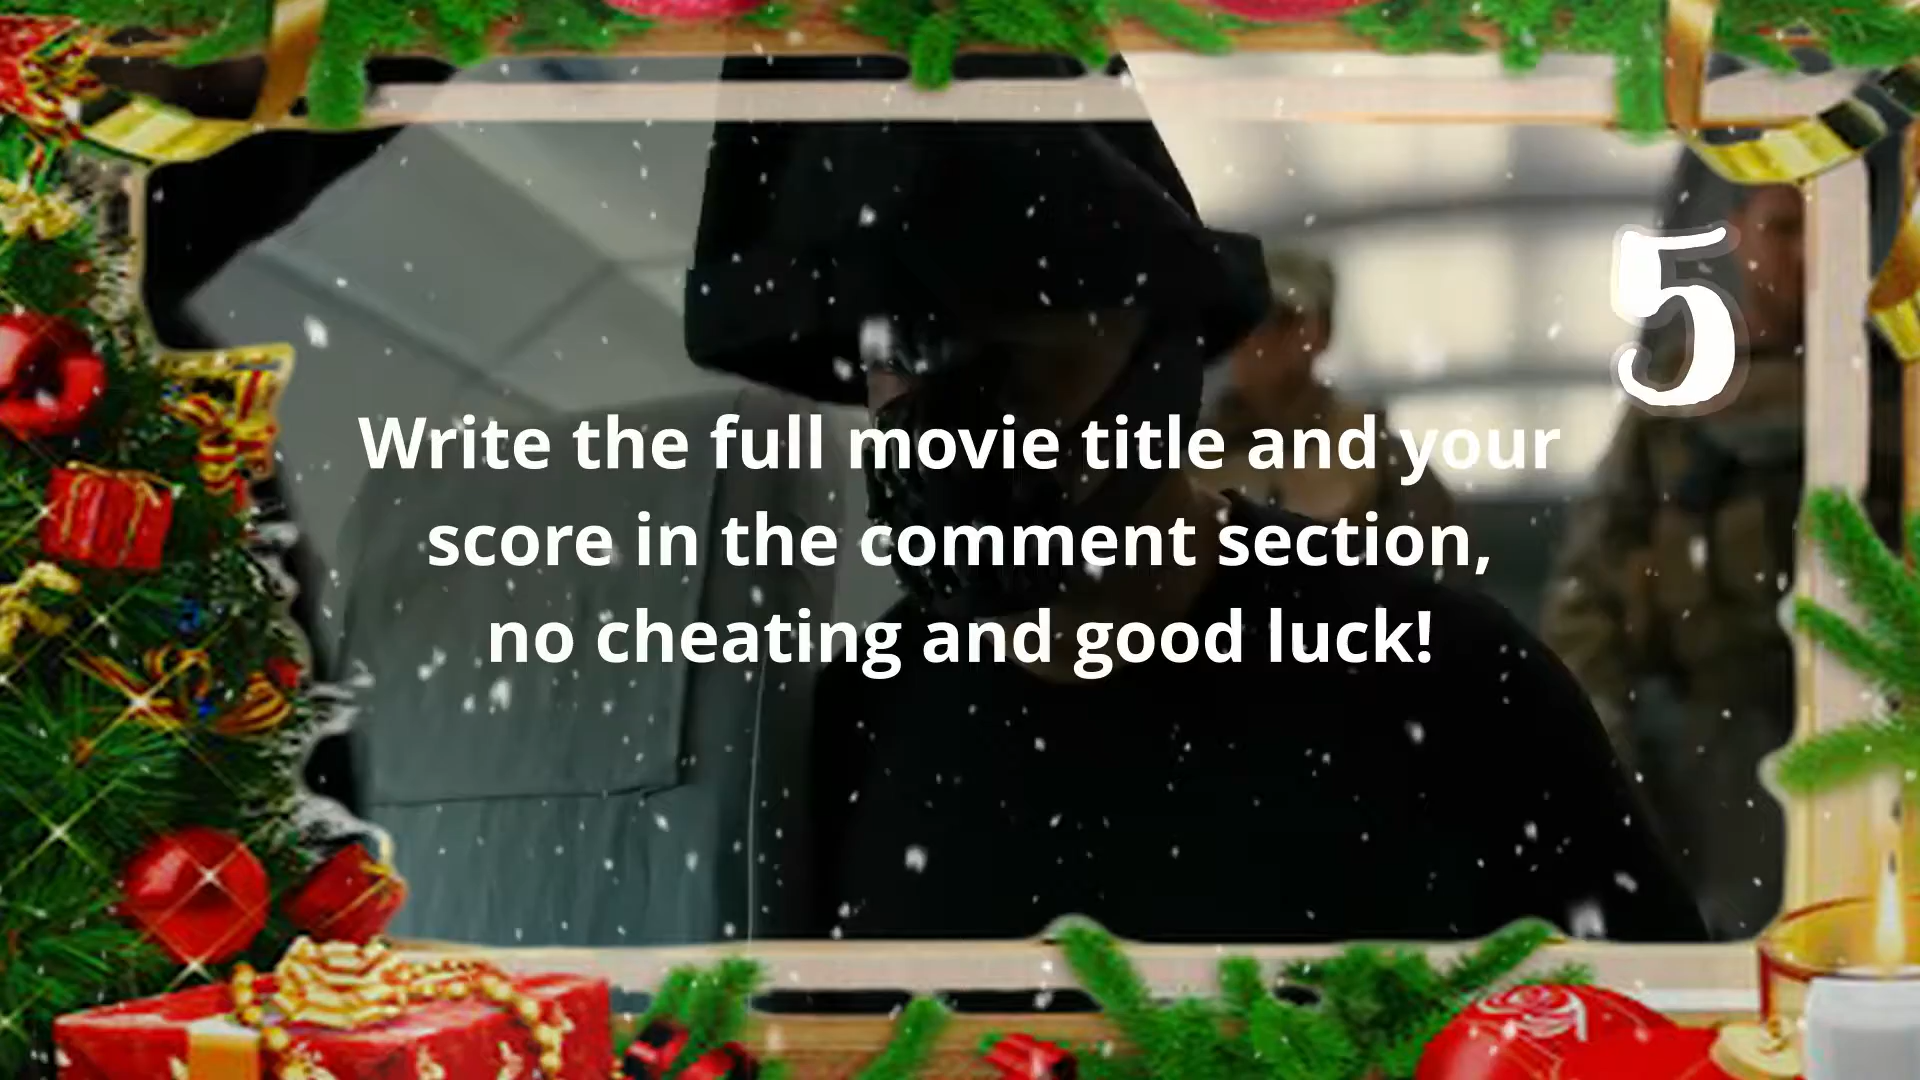 5
Write the full movie title and your
score in the comment section,
no cheating and good luck!